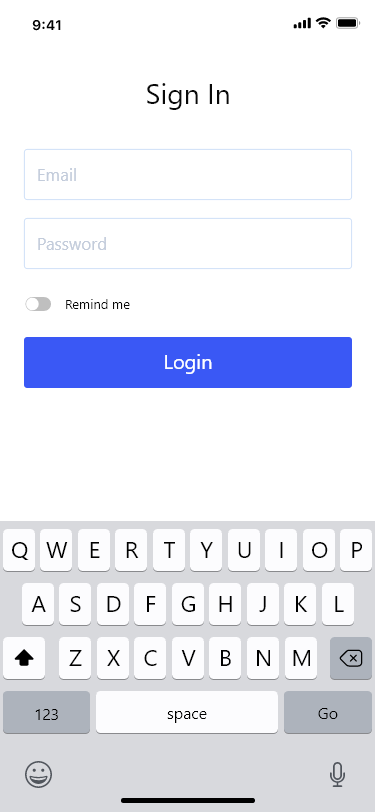 9:41
Sign In
Email
Password
Remind me
Login
Q W E R T Y U I O P
A S D F G H J K L
Z X C V B N M
123 space Go